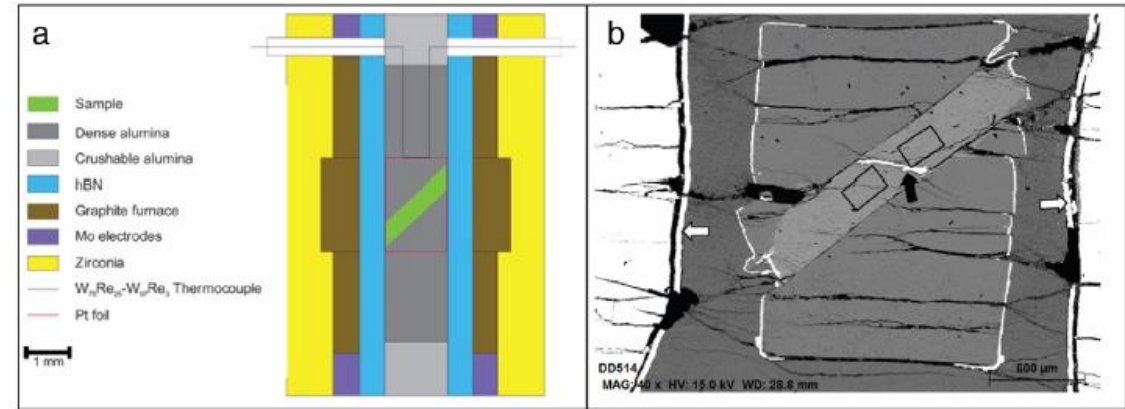 a
Sample
Dense alumina
Crushable alumina
hBN
Graphite furnace
Mo electrodes
Zirconia
W₇₅Re₂₅-W₉₇Re₃ Thermocouple
Pt foil
1 mm
b
DD514
MAG: 40 x HV: 15.0 kV WD: 28.8 mm
600 µm